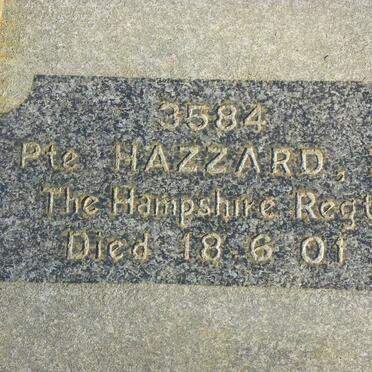 3584
Pte HAZZARD,
The Hampshire Regt
Died 18.6 01